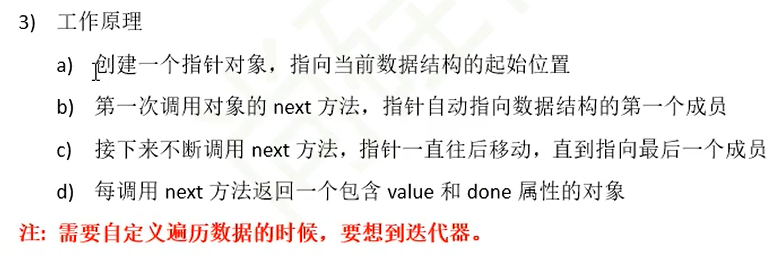 3) 工作原理
a) 创建一个指针对象，指向当前数据结构的起始位置
b) 第一次调用对象的 next 方法，指针自动指向数据结构的第一个成员
c) 接下来不断调用 next 方法，指针一直往后移动，直到指向最后一个成员
d) 每调用 next 方法返回一个包含 value 和 done 属性的对象
注: 需要自定义遍历数据的时候，要想到迭代器。